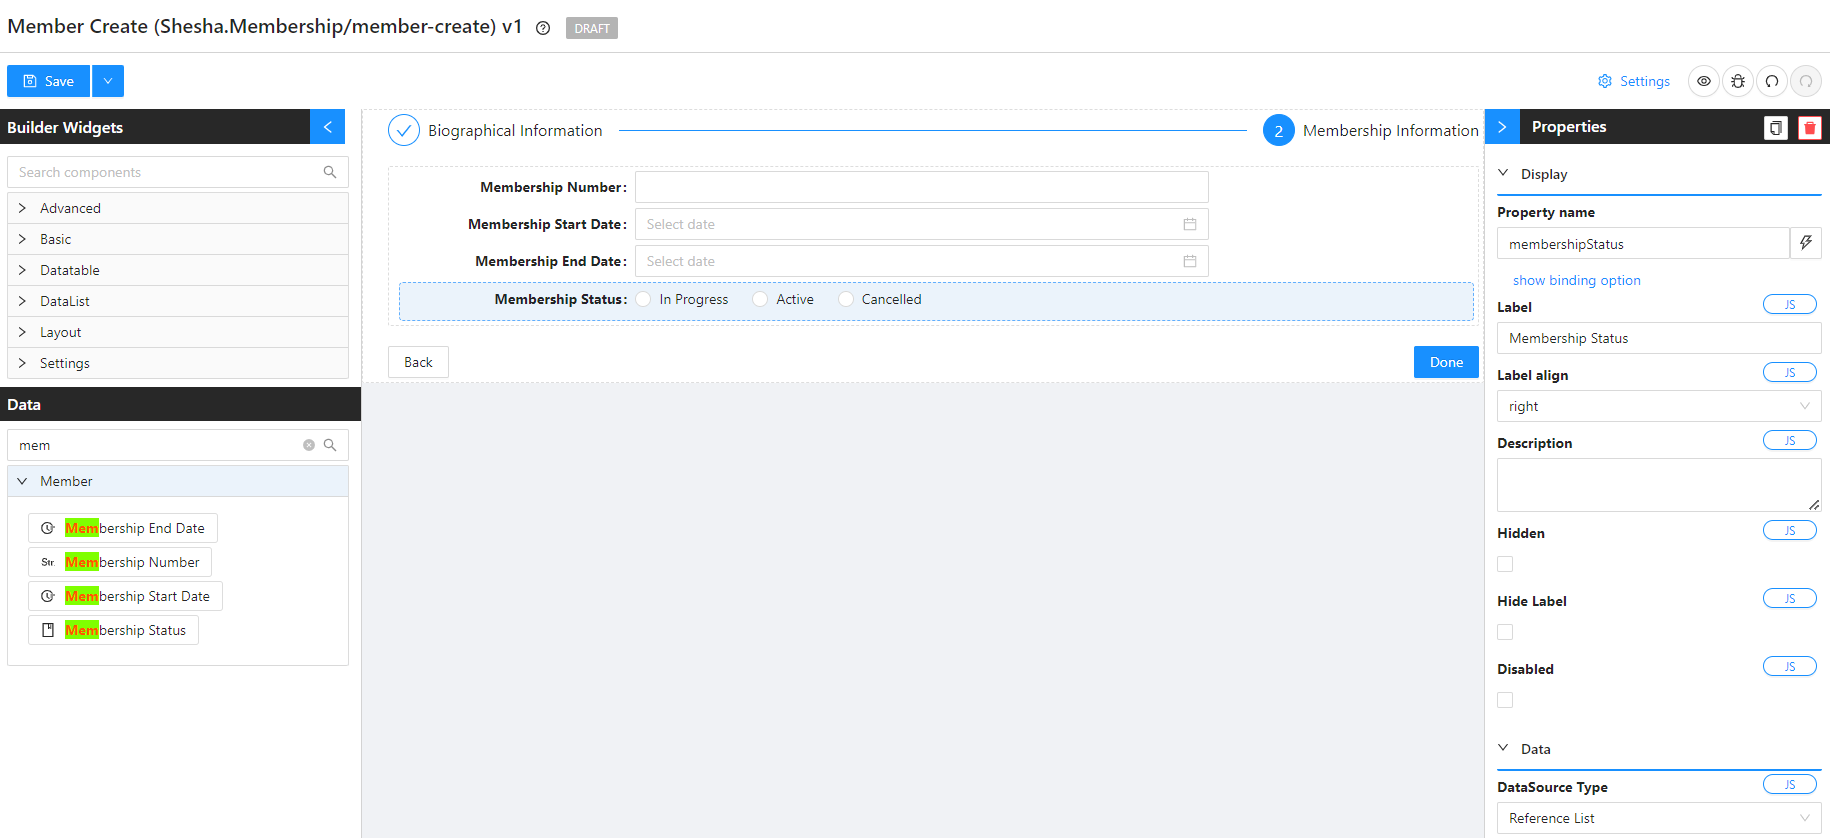 Member Create (Shesha.Membership/member-create) v1 DRAFT
Save
Settings
Builder Widgets
Search components
Advanced
Basic
Datatable
DataList
Layout
Settings
Data
mem
Member
Membership End Date
Str. Membership Number
Membership Start Date
Membership Status
Biographical Information
2 Membership Information
Membership Number:
Membership Start Date: Select date
Membership End Date: Select date
Membership Status: In Progress Active Cancelled
Back
Done
Properties
Display
Property name
membershipStatus
show binding option
Label JS
Membership Status
Label align JS
right
Description JS
Hidden JS
Hide Label JS
Disabled JS
Data
DataSource Type JS
Reference List